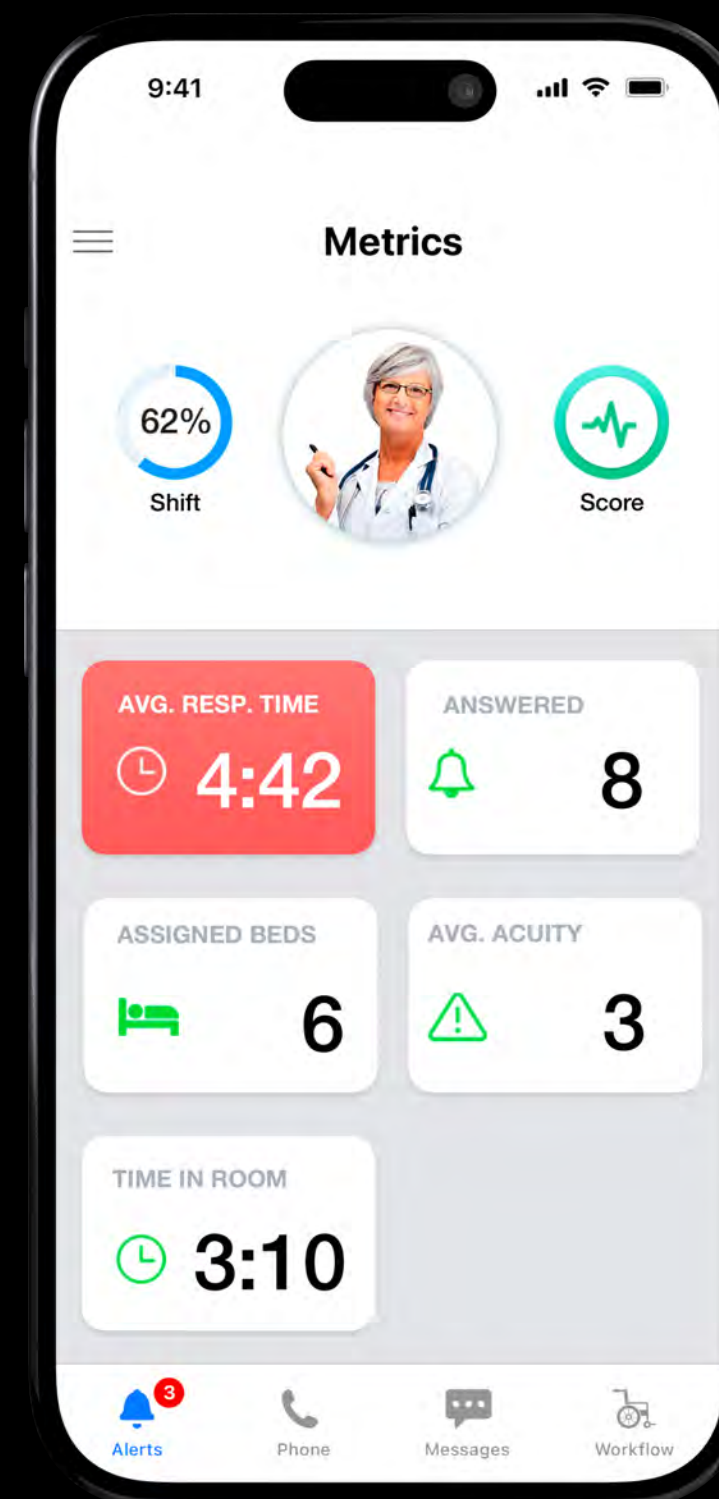 9:41
Metrics
62%
Shift
Score
AVG. RESP. TIME
4:42
ANSWERED
8
ASSIGNED BEDS
6
AVG. ACUITY
3
TIME IN ROOM
3:10
3
Alerts
Phone
Messages
Workflow